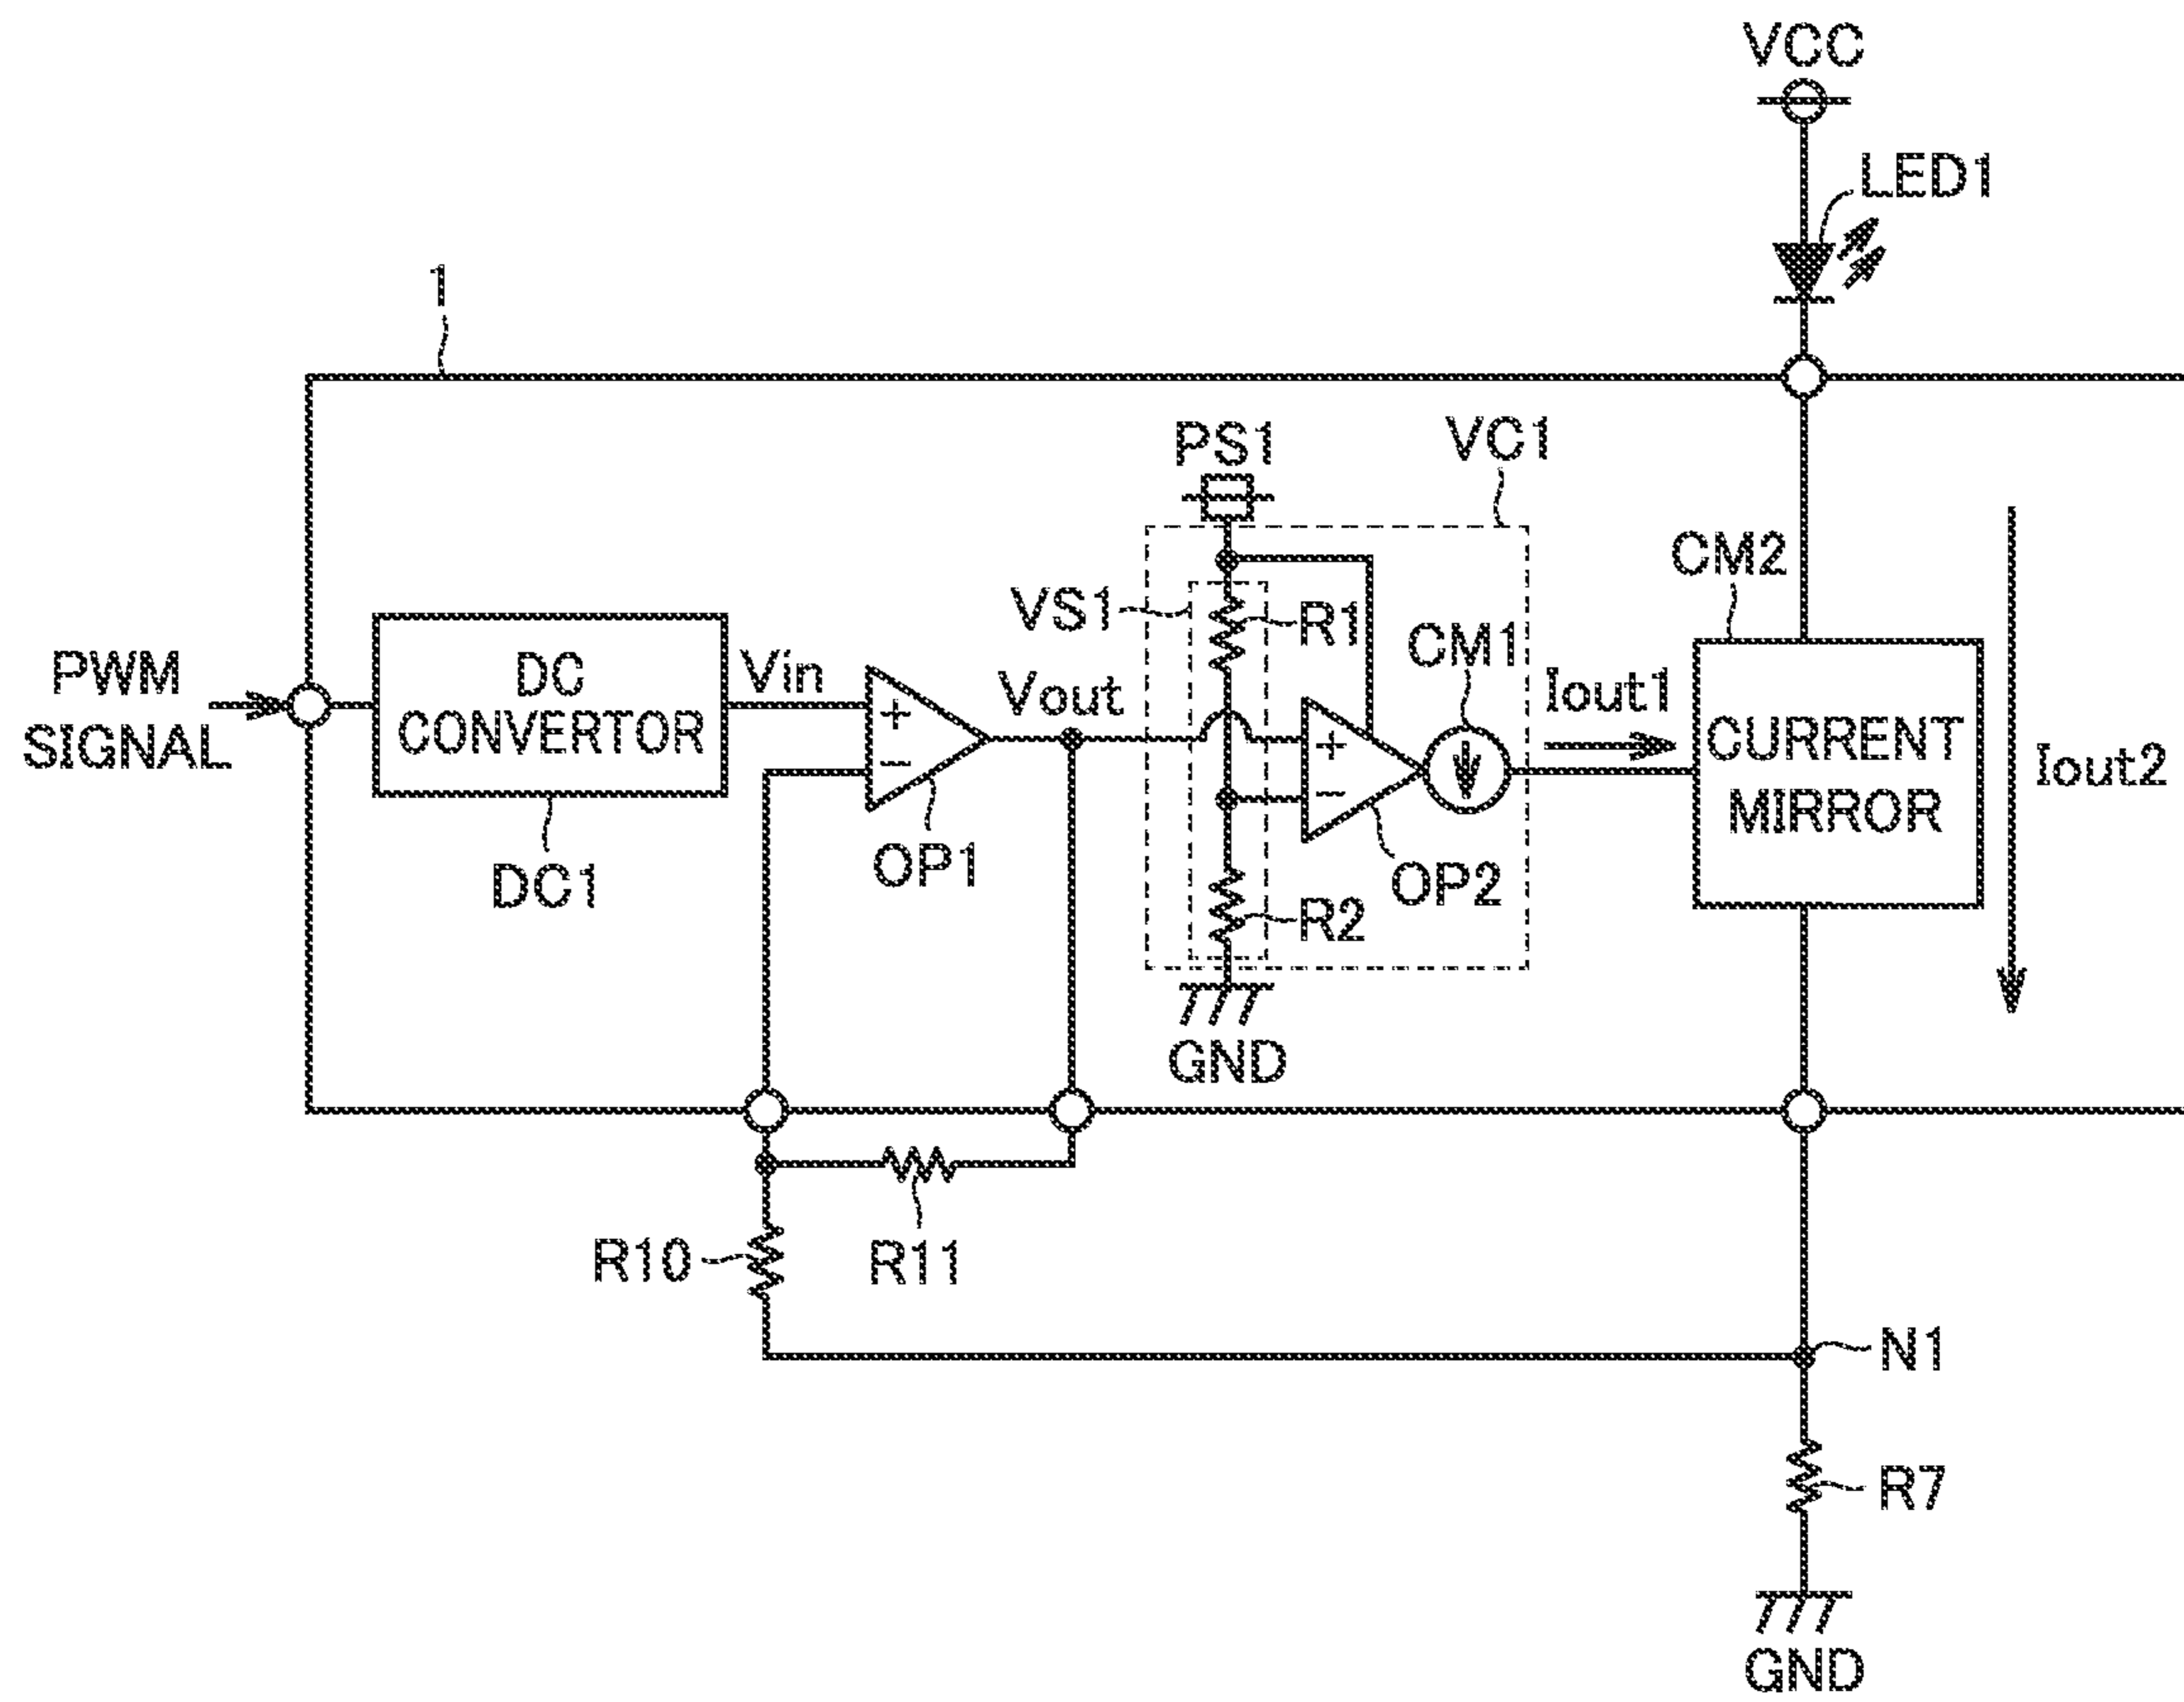 VCC
LED1
1
PS1
VC1
CM2
VS1
R1
CM1
PWM
SIGNAL
DC
CONVERTOR
Vin
Vout
Iout1
CURRENT
MIRROR
Iout2
+
−
+
−
DC1
OP1
OP2
R2
GND
R10
R11
N1
R7
GND